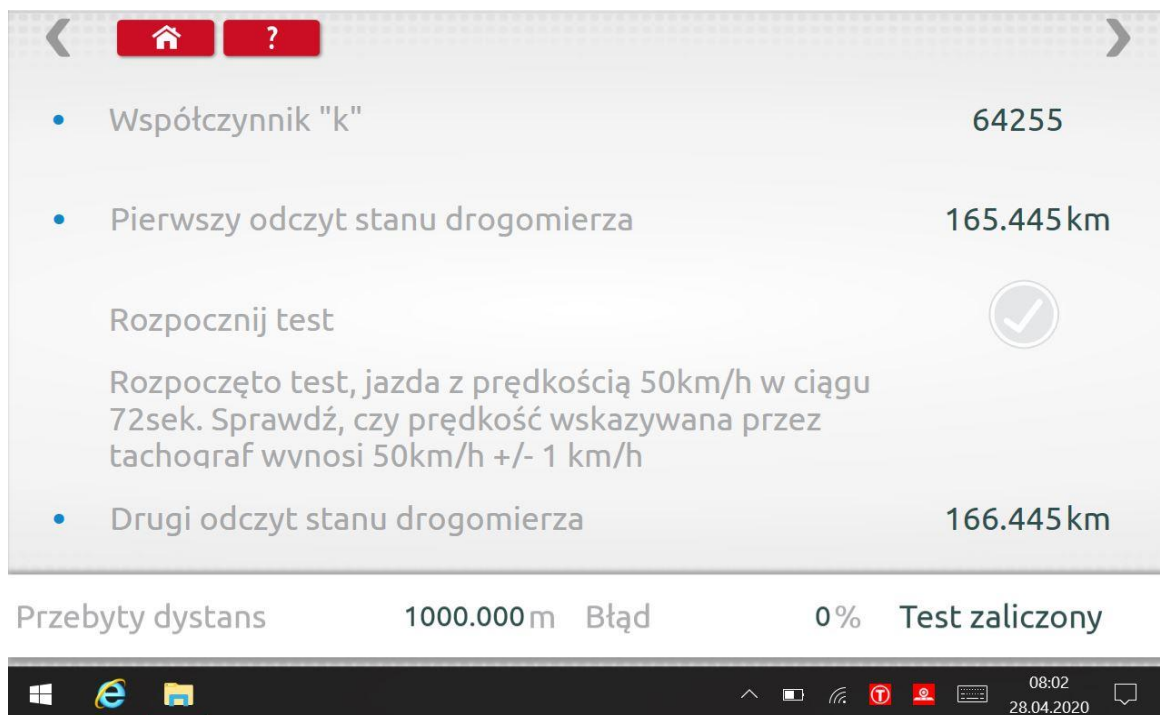 ?
Współczynnik "k" 64255
Pierwszy odczyt stanu drogomierza 165.445 km
Rozpocznij test
Rozpoczęto test, jazda z prędkością 50km/h w ciągu
72sek. Sprawdź, czy prędkość wskazywana przez
tachograf wynosi 50km/h +/- 1 km/h
Drugi odczyt stanu drogomierza 166.445 km
Przebyty dystans 1000.000 m Błąd 0 % Test zaliczony
08:02
28.04.2020